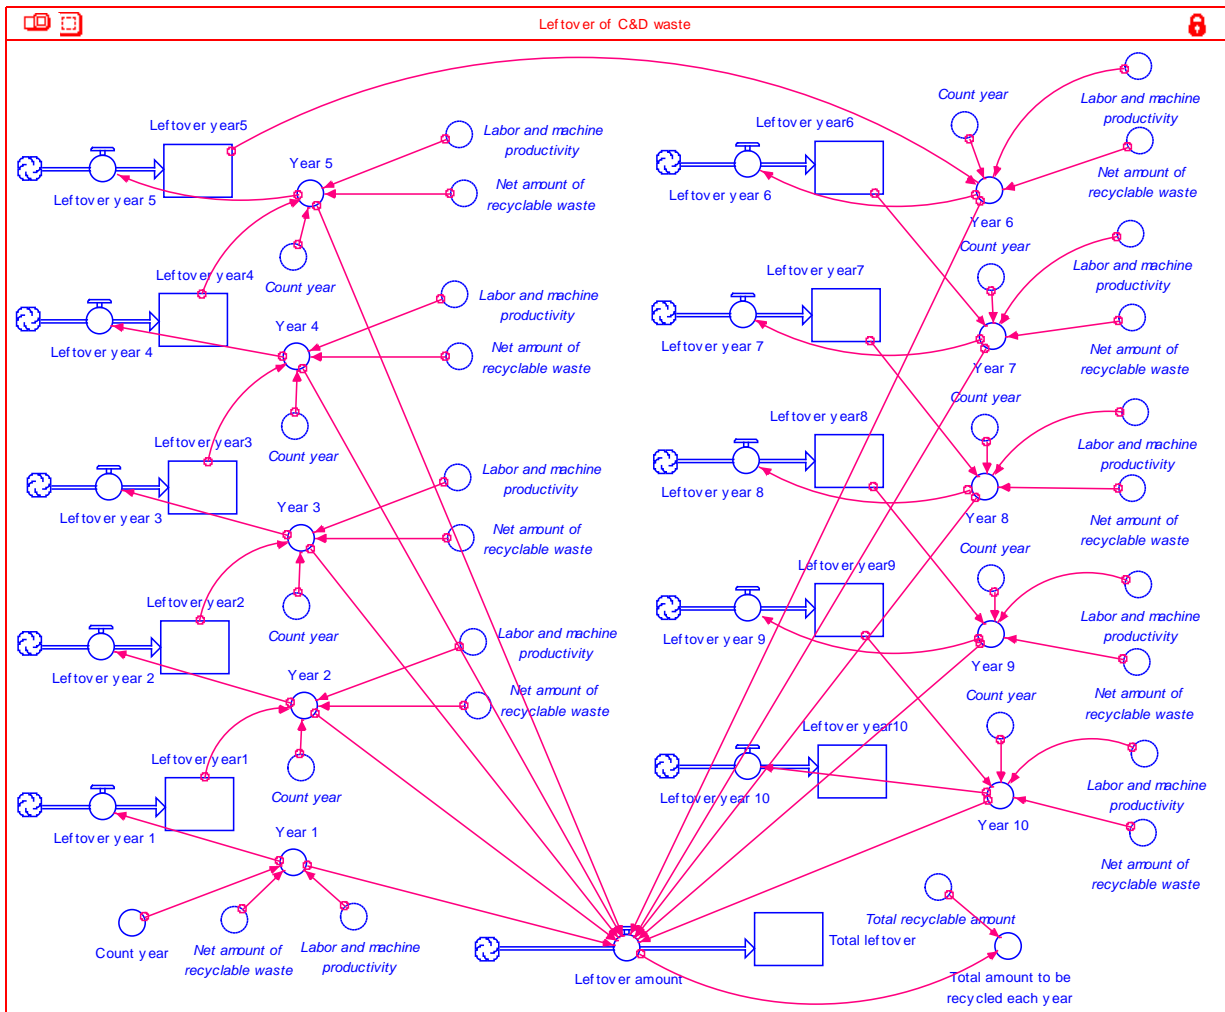 Leftover of C&D waste
Leftover year5
Leftover year 5
Year 5
Labor and machine
productivity
Net amount of
recyclable waste
Count year
Leftover year4
Leftover year 4
Year 4
Labor and machine
productivity
Net amount of
recyclable waste
Count year
Leftover year3
Leftover year 3
Year 3
Labor and machine
productivity
Net amount of
recyclable waste
Count year
Leftover year2
Leftover year 2
Year 2
Labor and machine
productivity
Net amount of
recyclable waste
Count year
Leftover year1
Leftover year 1
Year 1
Count year
Net amount of
recyclable waste
Labor and machine
productivity
Leftover year6
Leftover year 6
Count year
Year 6
Labor and machine
productivity
Net amount of
recyclable waste
Leftover year7
Leftover year 7
Count year
Year 7
Labor and machine
productivity
Net amount of
recyclable waste
Leftover year8
Leftover year 8
Count year
Year 8
Labor and machine
productivity
Net amount of
recyclable waste
Leftover year9
Leftover year 9
Count year
Year 9
Labor and machine
productivity
Net amount of
recyclable waste
Leftover year10
Leftover year 10
Count year
Year 10
Labor and machine
productivity
Net amount of
recyclable waste
Leftover amount
Total leftover
Total recyclable amount
Total amount to be
recycled each year